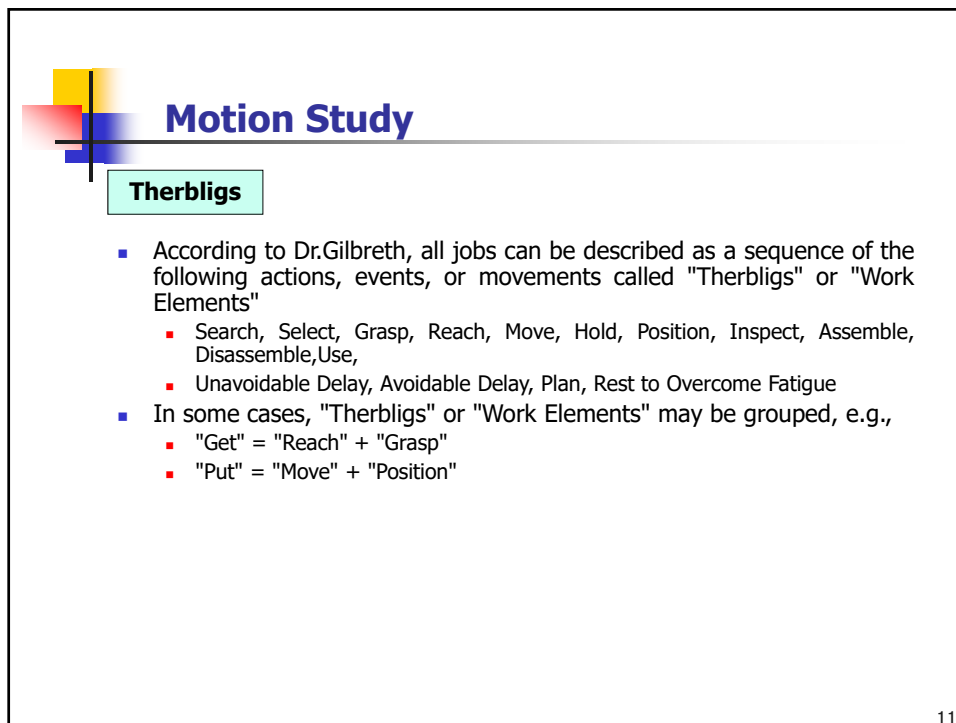 Motion Study
Therbligs
According to Dr.Gilbreth, all jobs can be described as a sequence of the
following actions, events, or movements called "Therbligs" or "Work
Elements"
Search, Select, Grasp, Reach, Move, Hold, Position, Inspect, Assemble,
Disassemble,Use,
Unavoidable Delay, Avoidable Delay, Plan, Rest to Overcome Fatigue
In some cases, "Therbligs" or "Work Elements" may be grouped, e.g.,
"Get" = "Reach" + "Grasp"
"Put" = "Move" + "Position"
11